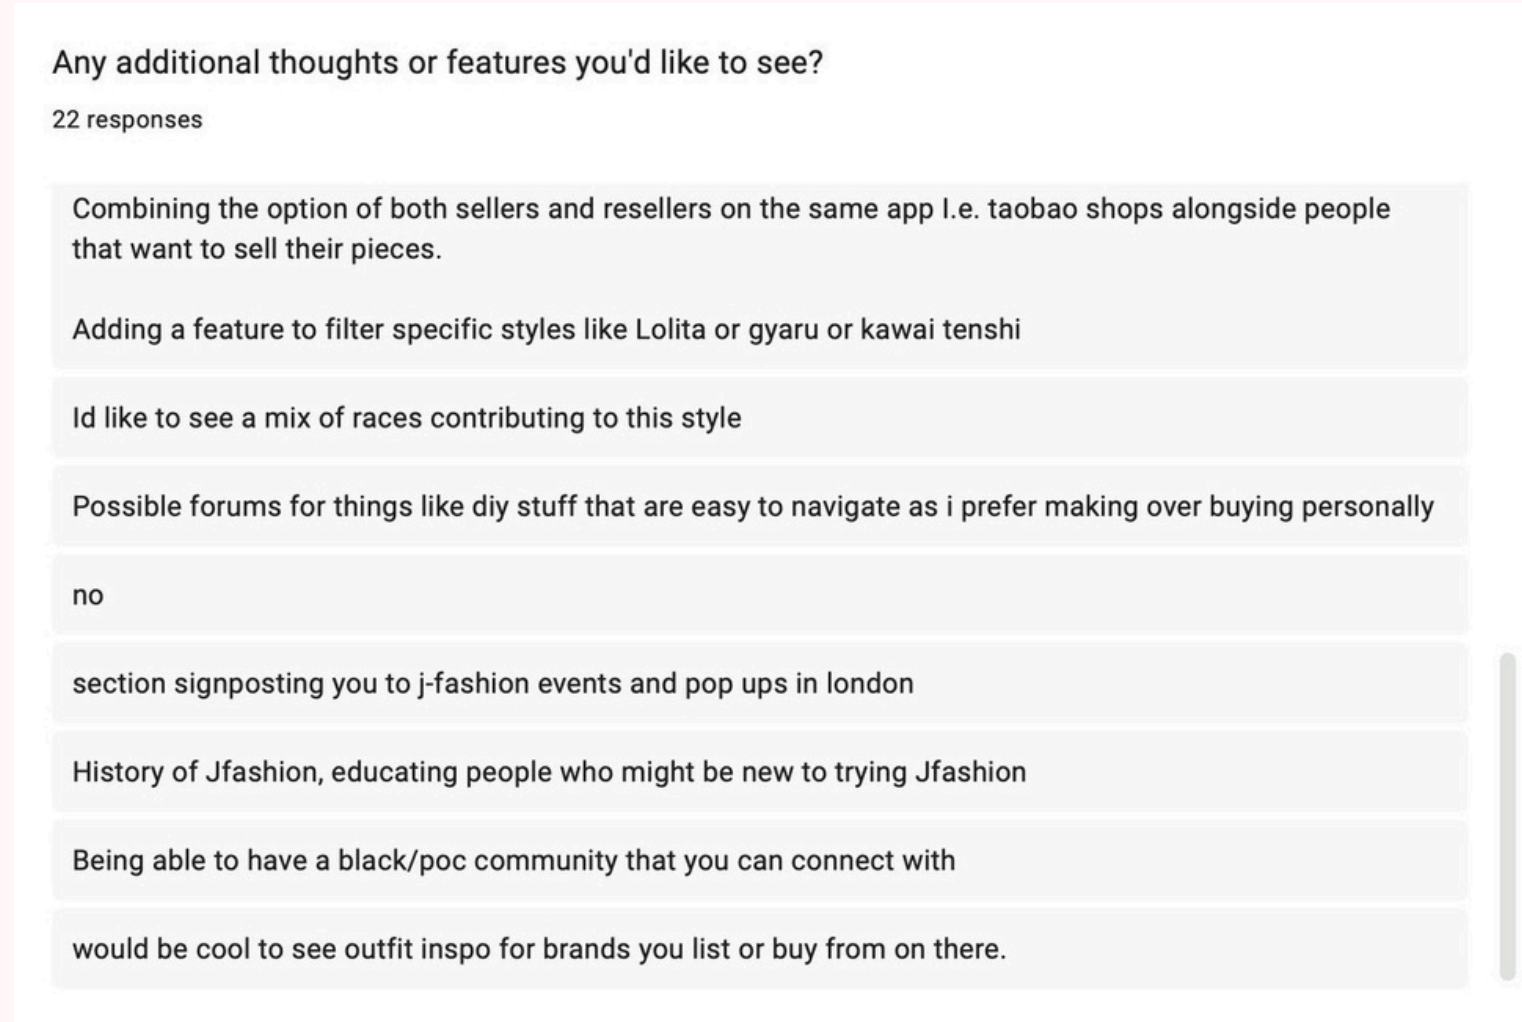 Any additional thoughts or features you'd like to see?
22 responses
Combining the option of both sellers and resellers on the same app I.e. taobao shops alongside people
that want to sell their pieces.
Adding a feature to filter specific styles like Lolita or gyaru or kawai tenshi
Id like to see a mix of races contributing to this style
Possible forums for things like diy stuff that are easy to navigate as i prefer making over buying personally
no
section signposting you to j-fashion events and pop ups in london
History of Jfashion, educating people who might be new to trying Jfashion
Being able to have a black/poc community that you can connect with
would be cool to see outfit inspo for brands you list or buy from on there.